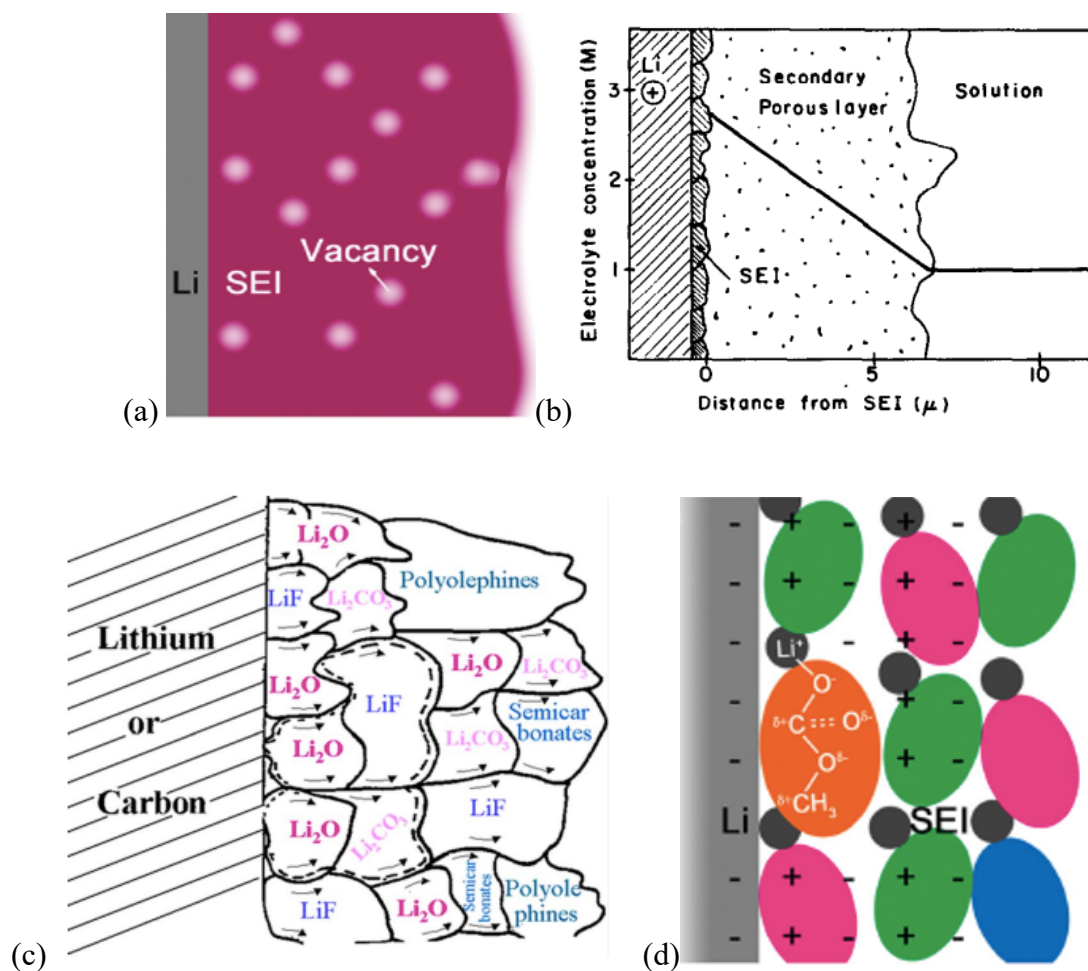 Vacancy
Li SEI
(a)
Electrolyte concentration (M)
3
2
1
0 5 10
Li
+
Secondary
Porous layer
Solution
SEI
Distance from SEI (μ)
(b)
Lithium
or
Carbon
Li₂O
Polyolephines
LiF
Li₂CO₃
Li₂O
LiF
Li₂O
Li₂CO₃
Li₂O
Li₂CO₃
Semicar
bonates
Li₂O
Li₂CO₃
LiF
LiF
Li₂O
Semicar
bonates
Polyole
phines
(c)
- + - + -
- + - + -
- + -
- Li⁺ - + -
- O⁻
- δ+ C O δ- + -
- O δ- + -
- δ+ CH₃
Li SEI
- + - + -
- + - + -
(d)